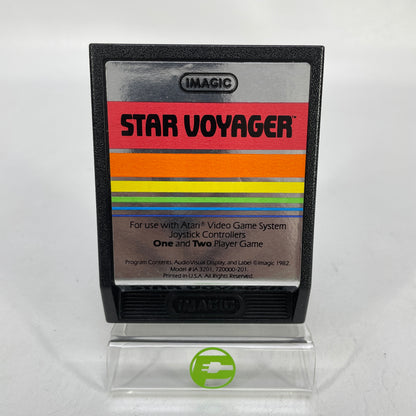 IMAGIC
STAR VOYAGER
For use with Atari® Video Game System
Joystick Controllers
One and Two Player Game
Program Contents, Audio-Visual Display, and Label © Imagic 1982.
Model # IA 3201, 720000-201.
Printed in U.S.A. All Rights Reserved.
IMAGIC